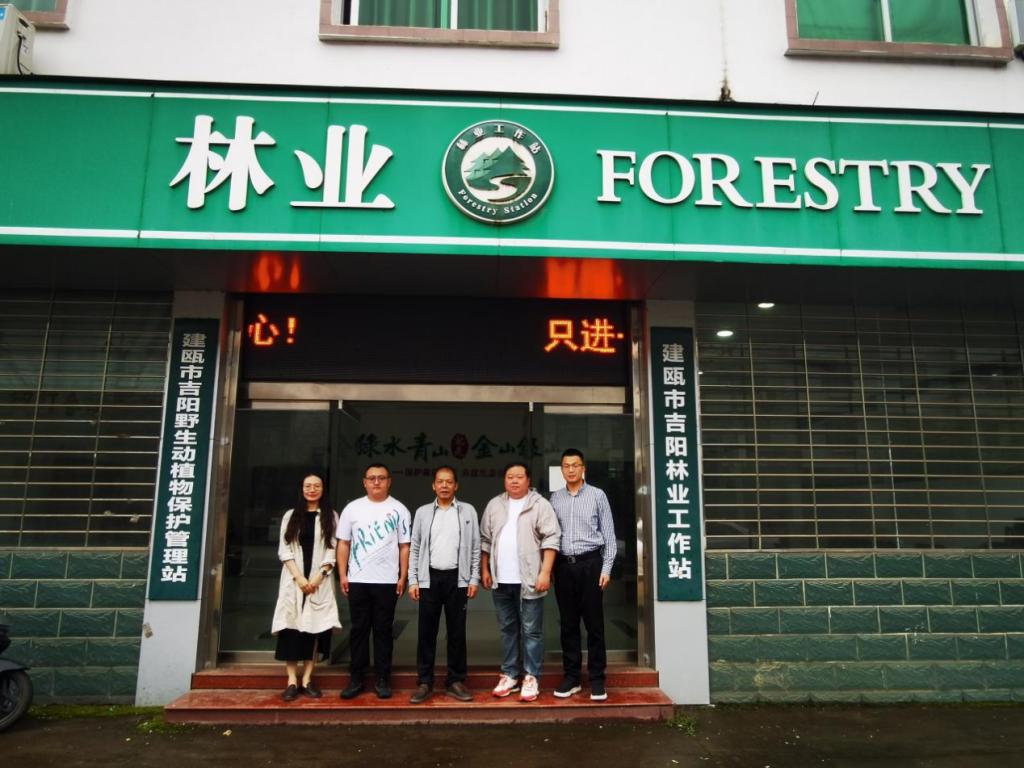 林业
林业工作站
Forestry Station
FORESTRY
心！
只进
建瓯市吉阳野生动植物保护管理站
绿水青山
金山
建瓯市吉阳林业工作站
FRIENDS